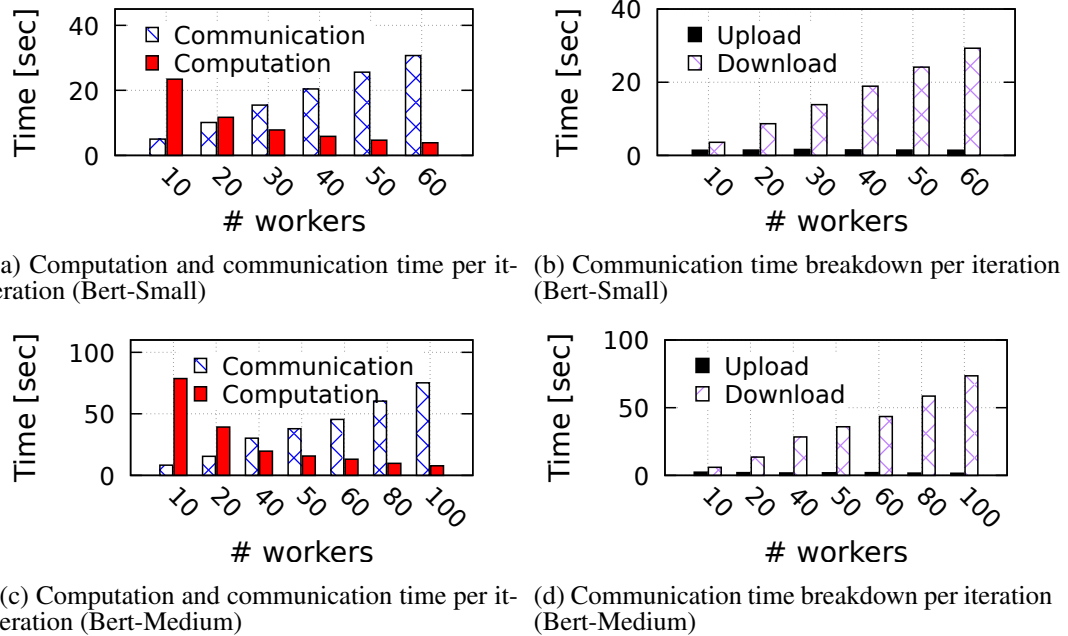 40
20
0
Time [sec]
Communication
Computation
10 20 30 40 50 60
# workers
a) Computation and communication time per it-
eration (Bert-Small)
40
20
0
Time [sec]
Upload
Download
10 20 30 40 50 60
# workers
(b) Communication time breakdown per iteration
(Bert-Small)
100
50
0
Time [sec]
Communication
Computation
10 20 40 50 60 80 100
# workers
(c) Computation and communication time per it-
eration (Bert-Medium)
100
50
0
Time [sec]
Upload
Download
10 20 40 50 60 80 100
# workers
(d) Communication time breakdown per iteration
(Bert-Medium)